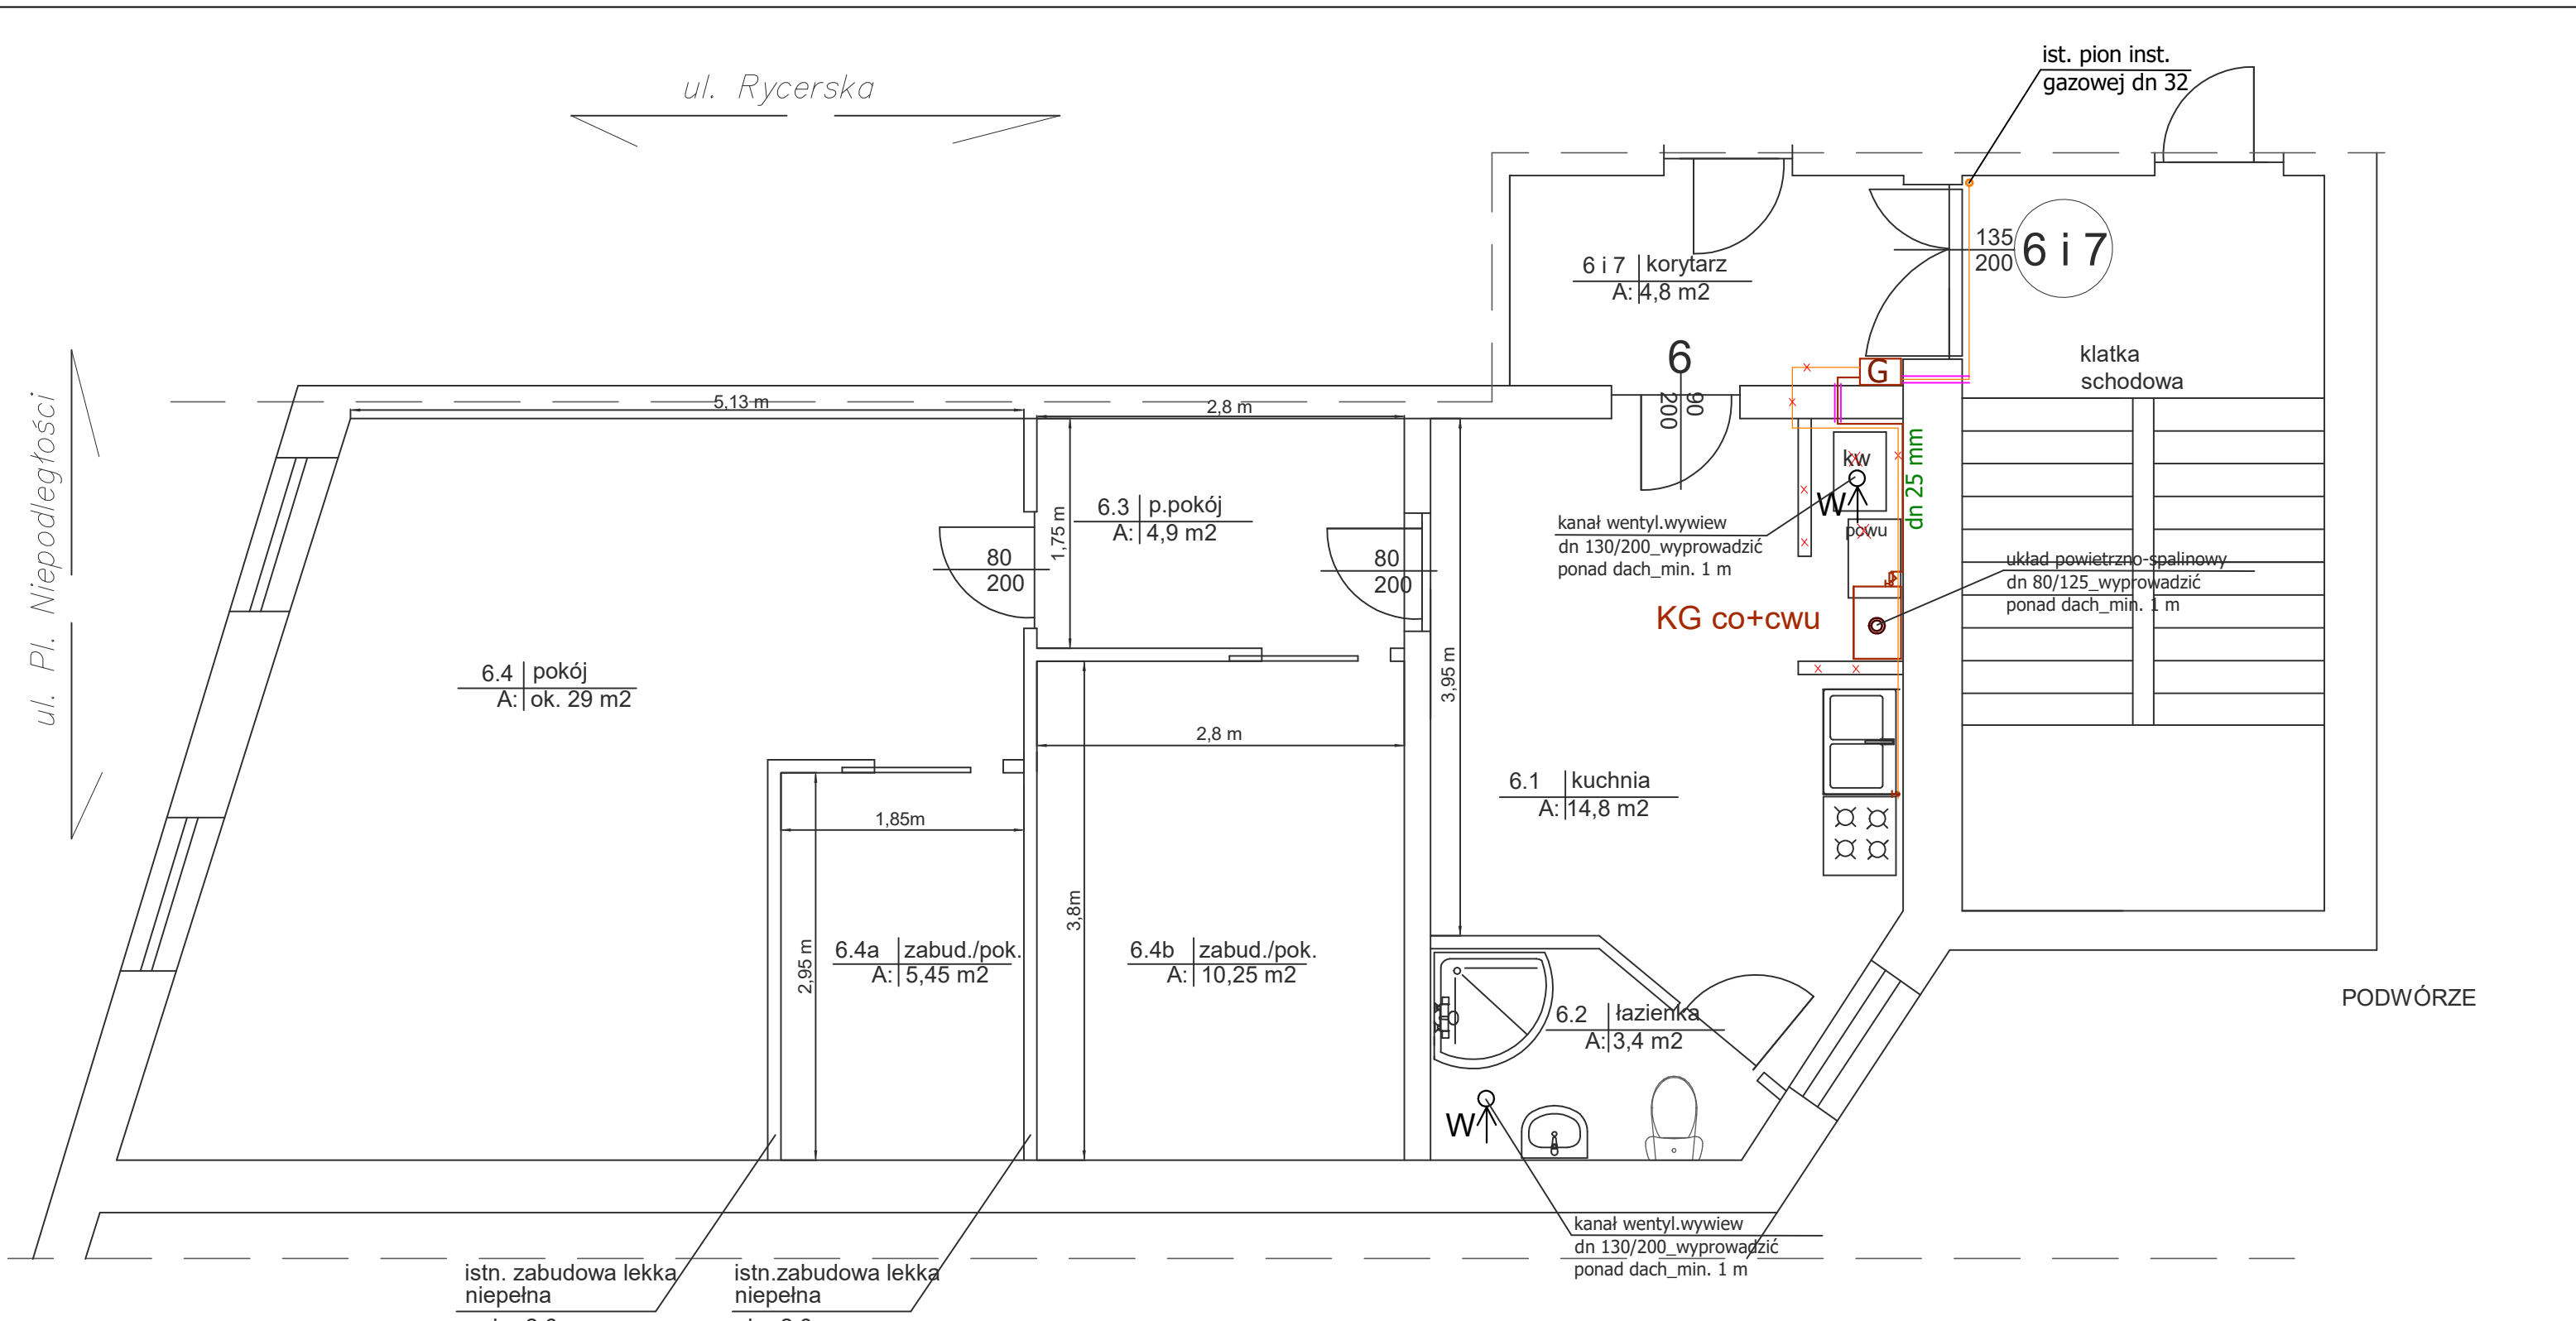 ist. pion inst.
gazowej dn 32
ul. Rycerska
6 i 7 korytarz
A: 4,8 m2
135
200
6 i 7
6
90
200
G
klatka
schodowa
ul. Pl. Niepodległości
5,13 m
2,8 m
1,75 m
6.3 p.pokój
A: 4,9 m2
80
200
80
200
kw
W
powu
dn 25 mm
kanał wentyl.wywiew
dn 130/200_wyprowadzić
ponad dach_min. 1 m
układ powietrzno-spalinowy
dn 80/125_wyprowadzić
ponad dach_min. 1 m
KG co+cwu
3,95 m
6.4 pokój
A: ok. 29 m2
2,8 m
6.1 kuchnia
A: 14,8 m2
1,85m
3,8m
2,95 m
6.4a zabud./pok.
A: 5,45 m2
6.4b zabud./pok.
A: 10,25 m2
6.2 łazienka
A: 3,4 m2
PODWÓRZE
W
kanał wentyl.wywiew
dn 130/200_wyprowadzić
ponad dach_min. 1 m
istn. zabudowa lekka
niepełna
istn.zabudowa lekka
niepełna